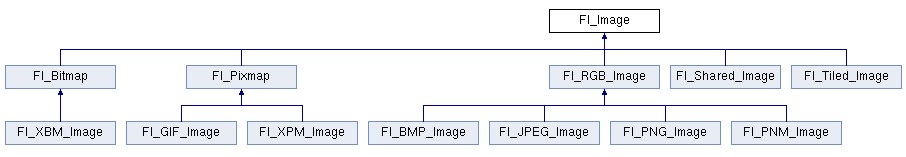 Fl_Image
Fl_Bitmap Fl_Pixmap Fl_RGB_Image Fl_Shared_Image Fl_Tiled_Image
Fl_XBM_Image Fl_GIF_Image Fl_XPM_Image Fl_BMP_Image Fl_JPEG_Image Fl_PNG_Image Fl_PNM_Image